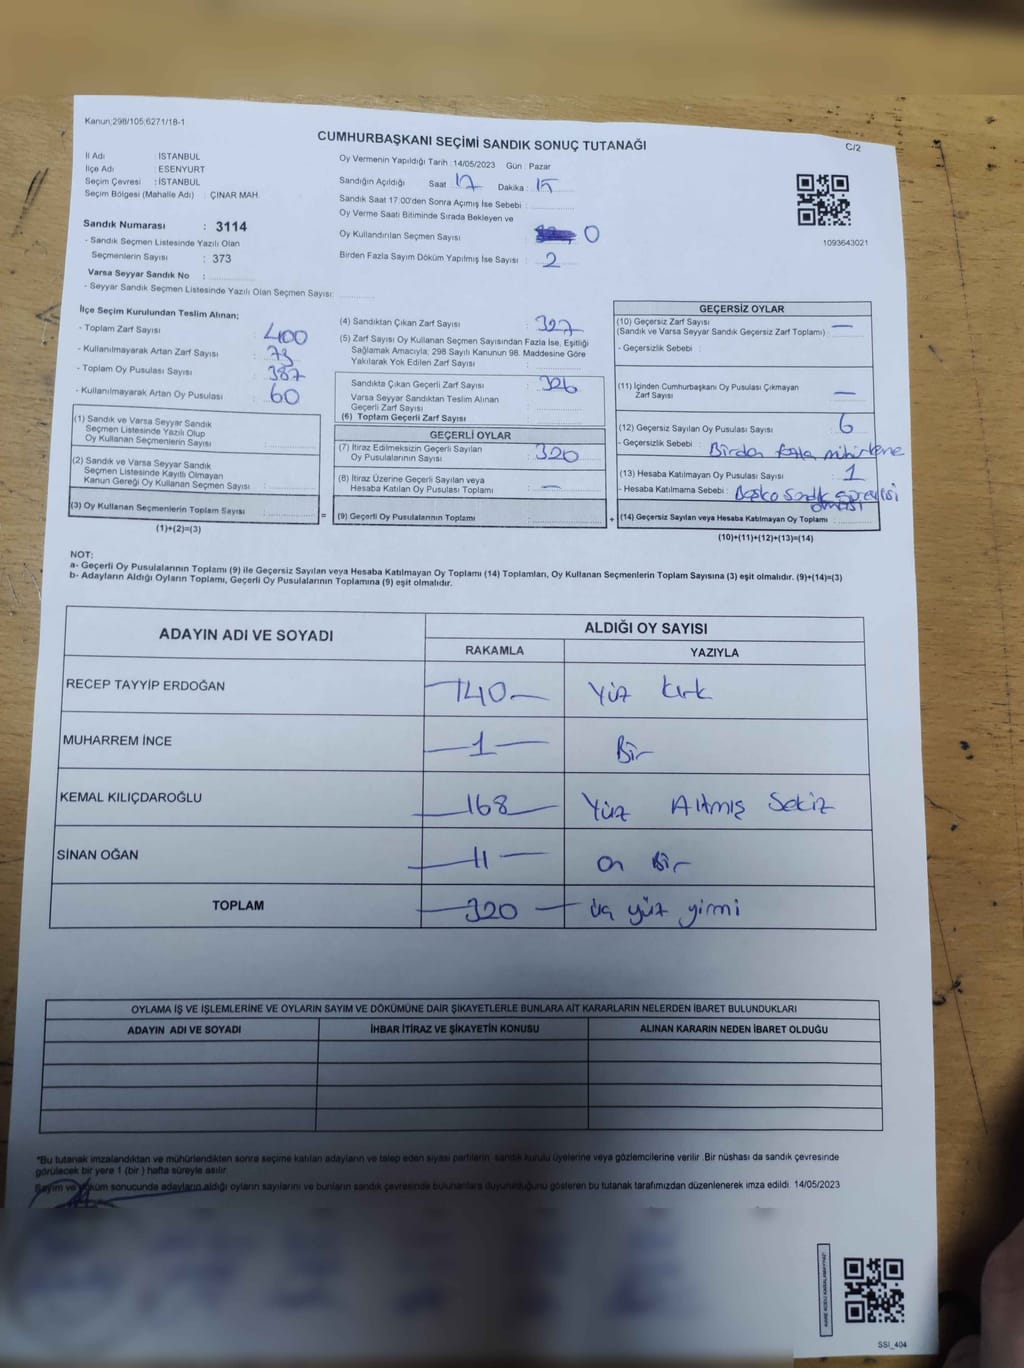 Kanun;298/105;6271/18-1
CUMHURBAŞKANI SEÇİMİ SANDIK SONUÇ TUTANAĞI
C/2
İl Adı : İSTANBUL
İlçe Adı : ESENYURT
Seçim Çevresi : İSTANBUL
Seçim Bölgesi (Mahalle Adı) : ÇINAR MAH.
Sandık Numarası : 3114
- Sandık Seçmen Listesinde Yazılı Olan
Seçmenlerin Sayısı : 373
Varsa Seyyar Sandık No :
- Seyyar Sandık Seçmen Listesinde Yazılı Olan Seçmen Sayısı:
Oy Vermenin Yapıldığı Tarih : 14/05/2023 Gün : Pazar
Sandığın Açıldığı Saat 17 Dakika : 15
Sandık Saat 17.00'den Sonra Açmış İse Sebebi :
Oy Verme Saati Bitiminde Sırada Bekleyen ve
Oy Kullandırılan Seçmen Sayısı : 0
Birden Fazla Sayım Döküm Yapılmış İse Sayısı : 2
1093643021
İlçe Seçim Kurulundan Teslim Alınan;
- Toplam Zarf Sayısı : 400
- Kullanılmayarak Artan Zarf Sayısı : 73
- Toplam Oy Pusulası Sayısı : 387
- Kullanılmayarak Artan Oy Pusulası : 60
(1) Sandık ve Varsa Seyyar Sandık
Seçmen Listesinde Yazılı Olup
Oy Kullanan Seçmenlerin Sayısı :
(2) Sandık ve Varsa Seyyar Sandık
Seçmen Listesinde Kayıtlı Olmayan
Kanun Gereği Oy Kullanan Seçmen Sayısı :
(3) Oy Kullanan Seçmenlerin Toplam Sayısı :
(1)+(2)=(3)
(4) Sandıktan Çıkan Zarf Sayısı : 327
(5) Zarf Sayısı Oy Kullanan Seçmen Sayısından Fazla İse, Eşitliği
Sağlamak Amacıyla; 298 Sayılı Kanunun 98. Maddesine Göre
Yakılarak Yok Edilen Zarf Sayısı :
Sandıkta Çıkan Geçerli Zarf Sayısı : 326
Varsa Seyyar Sandıktan Teslim Alınan
Geçerli Zarf Sayısı :
(6) Toplam Geçerli Zarf Sayısı :
GEÇERLİ OYLAR
(7) İtiraz Edilmeksizin Geçerli Sayılan
Oy Pusulalarının Sayısı : 320
(8) İtiraz Üzerine Geçerli Sayılan veya
Hesaba Katılan Oy Pusulası Toplamı : —
= (9) Geçerli Oy Pusulalarının Toplamı :
GEÇERSİZ OYLAR
(10) Geçersiz Zarf Sayısı
(Sandık ve Varsa Seyyar Sandık Geçersiz Zarf Toplamı) : —
- Geçersizlik Sebebi :
(11) İçinden Cumhurbaşkanı Oy Pusulası Çıkmayan
Zarf Sayısı : —
(12) Geçersiz Sayılan Oy Pusulası Sayısı : 6
- Geçersizlik Sebebi : Birden fazla mühürleme
(13) Hesaba Katılmayan Oy Pusulası Sayısı : 1
- Hesaba Katılmama Sebebi : Başka sandık
olması
+ (14) Geçersiz Sayılan veya Hesaba Katılmayan Oy Toplamı :
(10)+(11)+(12)+(13)=(14)
NOT:
a- Geçerli Oy Pusulalarının Toplamı (9) ile Geçersiz Sayılan veya Hesaba Katılmayan Oy Toplamı (14) Toplamları, Oy Kullanan Seçmenlerin Toplam Sayısına (3) eşit olmalıdır. (9)+(14)=(3)
b- Adayların Aldığı Oyların Toplamı, Geçerli Oy Pusulalarının Toplamına (9) eşit olmalıdır.
ADAYIN ADI VE SOYADI ALDIĞI OY SAYISI
RAKAMLA YAZIYLA
RECEP TAYYİP ERDOĞAN 140 Yüz Kırk
MUHARREM İNCE 1 Bir
KEMAL KILIÇDAROĞLU 168 Yüz Altmış Sekiz
SİNAN OĞAN 11 On Bir
TOPLAM 320 üç yüz yirmi
OYLAMA İŞ VE İŞLEMLERİNE VE OYLARIN SAYIM VE DÖKÜMÜNE DAİR ŞİKAYETLERLE BUNLARA AİT KARARLARIN NELERDEN İBARET BULUNDUKLARI
ADAYIN ADI VE SOYADI İHBAR İTİRAZ VE ŞİKAYETİN KONUSU ALINAN KARARIN NEDEN İBARET OLDUĞU
*Bu tutanak imzalandıktan ve mühürlendikten sonra seçime katılan adayların ve talep eden siyasi partilerin sandık kurulu üyelerine veya gözlemcilerine verilir .Bir nüshası da sandık çevresinde
görülecek bir yere 1 (bir ) hafta süreyle asılır
Sayım ve döküm sonucunda adayların aldığı oyların sayılarını ve bunların sandık çevresinde bulunanlara duyurulduğunu gösteren bu tutanak tarafımızdan düzenlenerek imza edildi. 14/05/2023
SSI_404